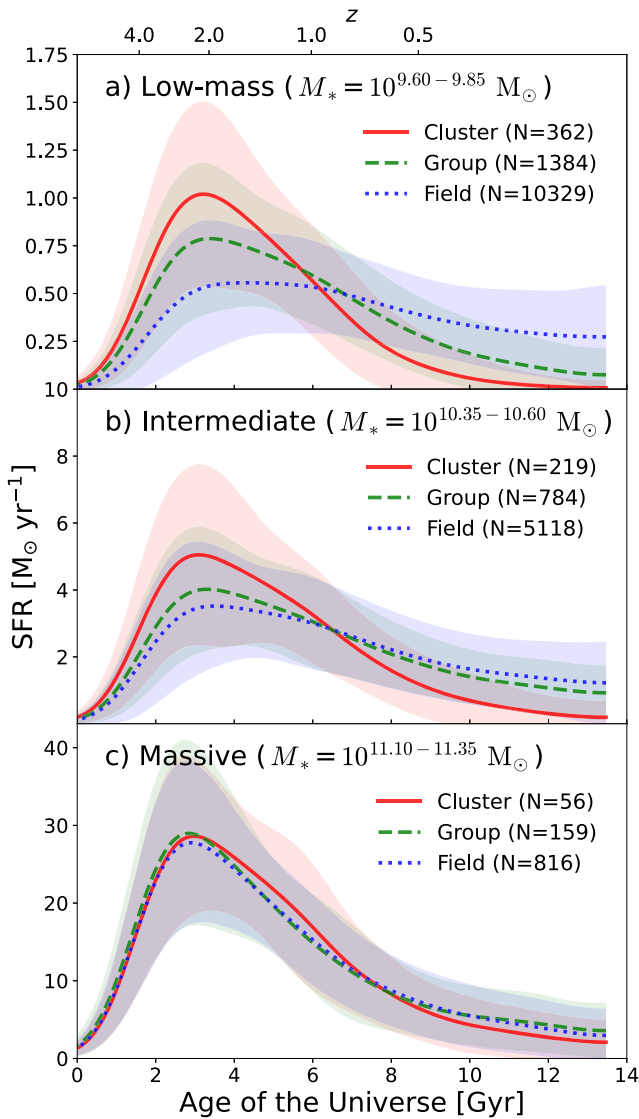 z
4.0 2.0 1.0 0.5
1.75
a) Low-mass ( M* = 10^9.60−9.85 M⊙ )
1.50
Cluster (N=362)
1.25
Group (N=1384)
Field (N=10329)
1.00
0.75
0.50
0.25
10
b) Intermediate ( M* = 10^10.35−10.60 M⊙ )
8
Cluster (N=219)
Group (N=784)
6
Field (N=5118)
SFR [M⊙ yr−1]
4
2
c) Massive ( M* = 10^11.10−11.35 M⊙ )
40
Cluster (N=56)
Group (N=159)
30
Field (N=816)
20
10
0
0 2 4 6 8 10 12 14
Age of the Universe [Gyr]